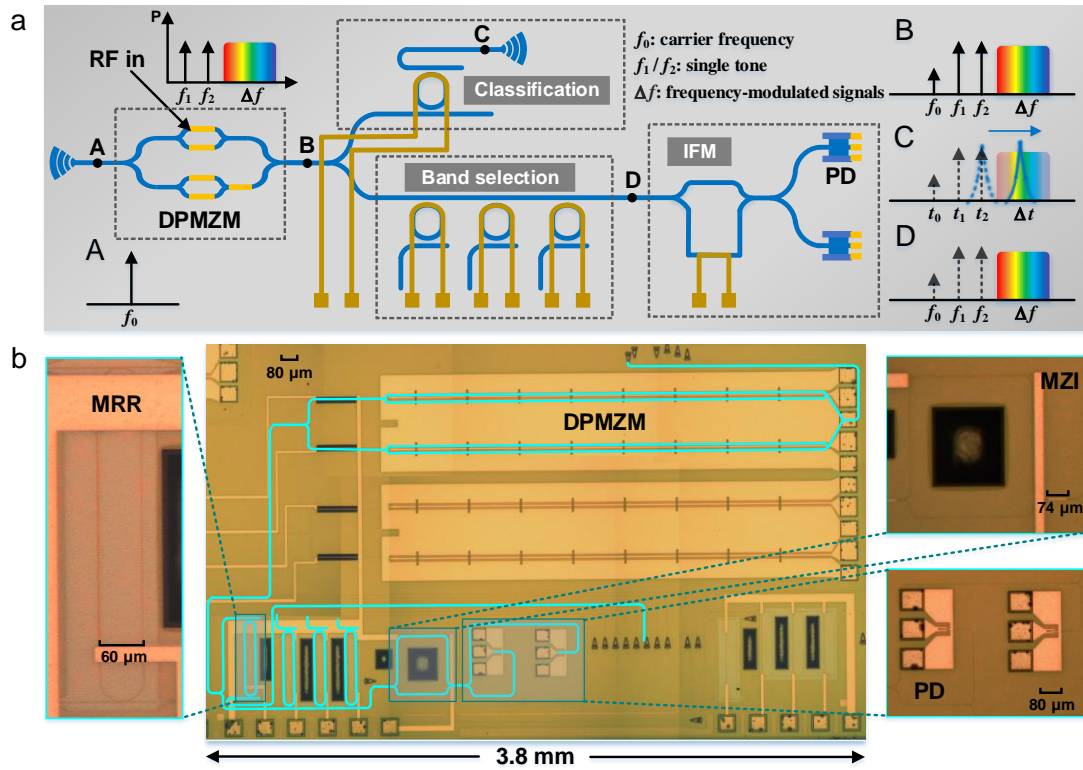 a
P
f₁ f₂ Δf
RF in
A
DPMZM
A
f₀
B
C
Classification
f₀: carrier frequency
f₁/f₂: single tone
Δf: frequency-modulated signals
Band selection
D
IFM
PD
B
f₀ f₁ f₂ Δf
C
t₀ t₁ t₂ Δt
D
f₀ f₁ f₂ Δf
b
MRR
60 μm
80 μm
DPMZM
3.8 mm
MZI
74 μm
PD
80 μm